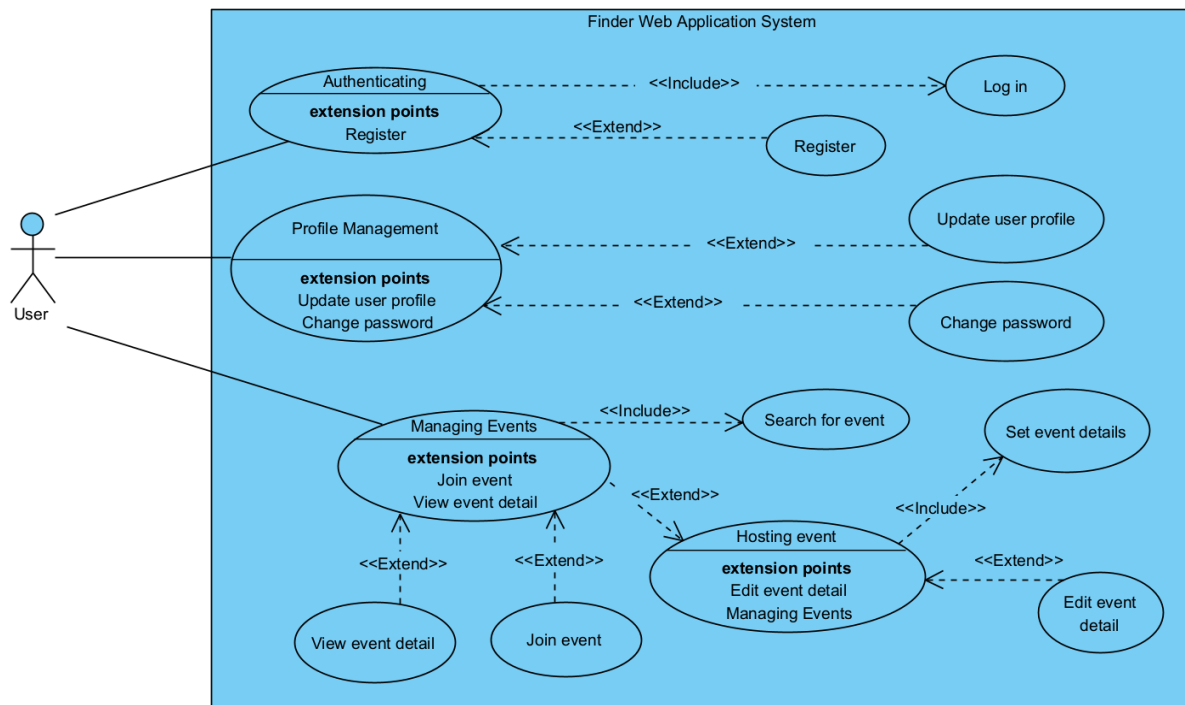 Finder Web Application System
Authenticating
extension points
Register
<<Include>>
Log in
<<Extend>>
Register
User
Profile Management
extension points
Update user profile
Change password
<<Extend>>
Update user profile
<<Extend>>
Change password
Managing Events
extension points
Join event
View event detail
<<Include>>
Search for event
Set event details
<<Extend>>
<<Include>>
Hosting event
extension points
Edit event detail
Managing Events
<<Extend>>
<<Extend>>
<<Extend>>
View event detail
Join event
Edit event
detail